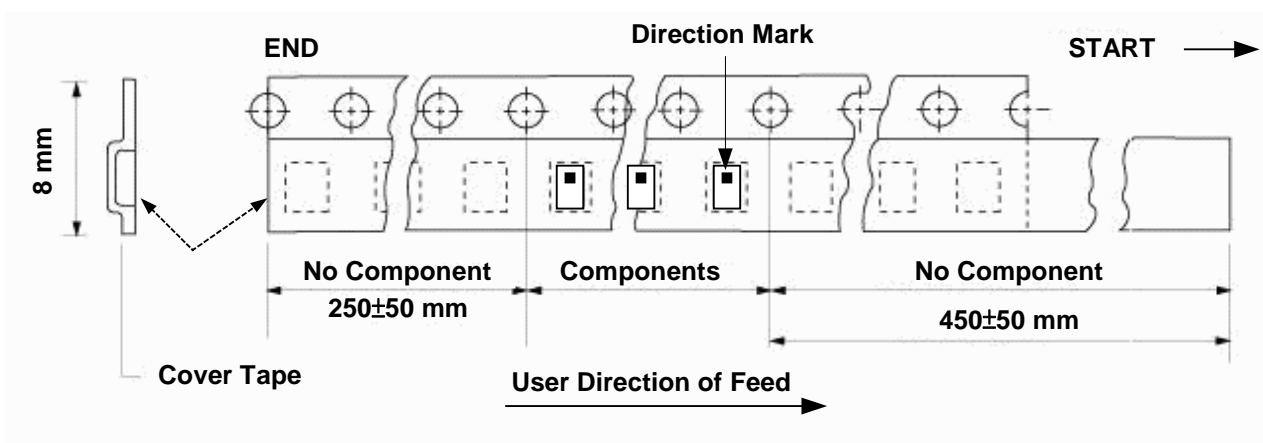 Direction Mark
END
START
8 mm
No Component
Components
No Component
250±50 mm
450±50 mm
Cover Tape
User Direction of Feed